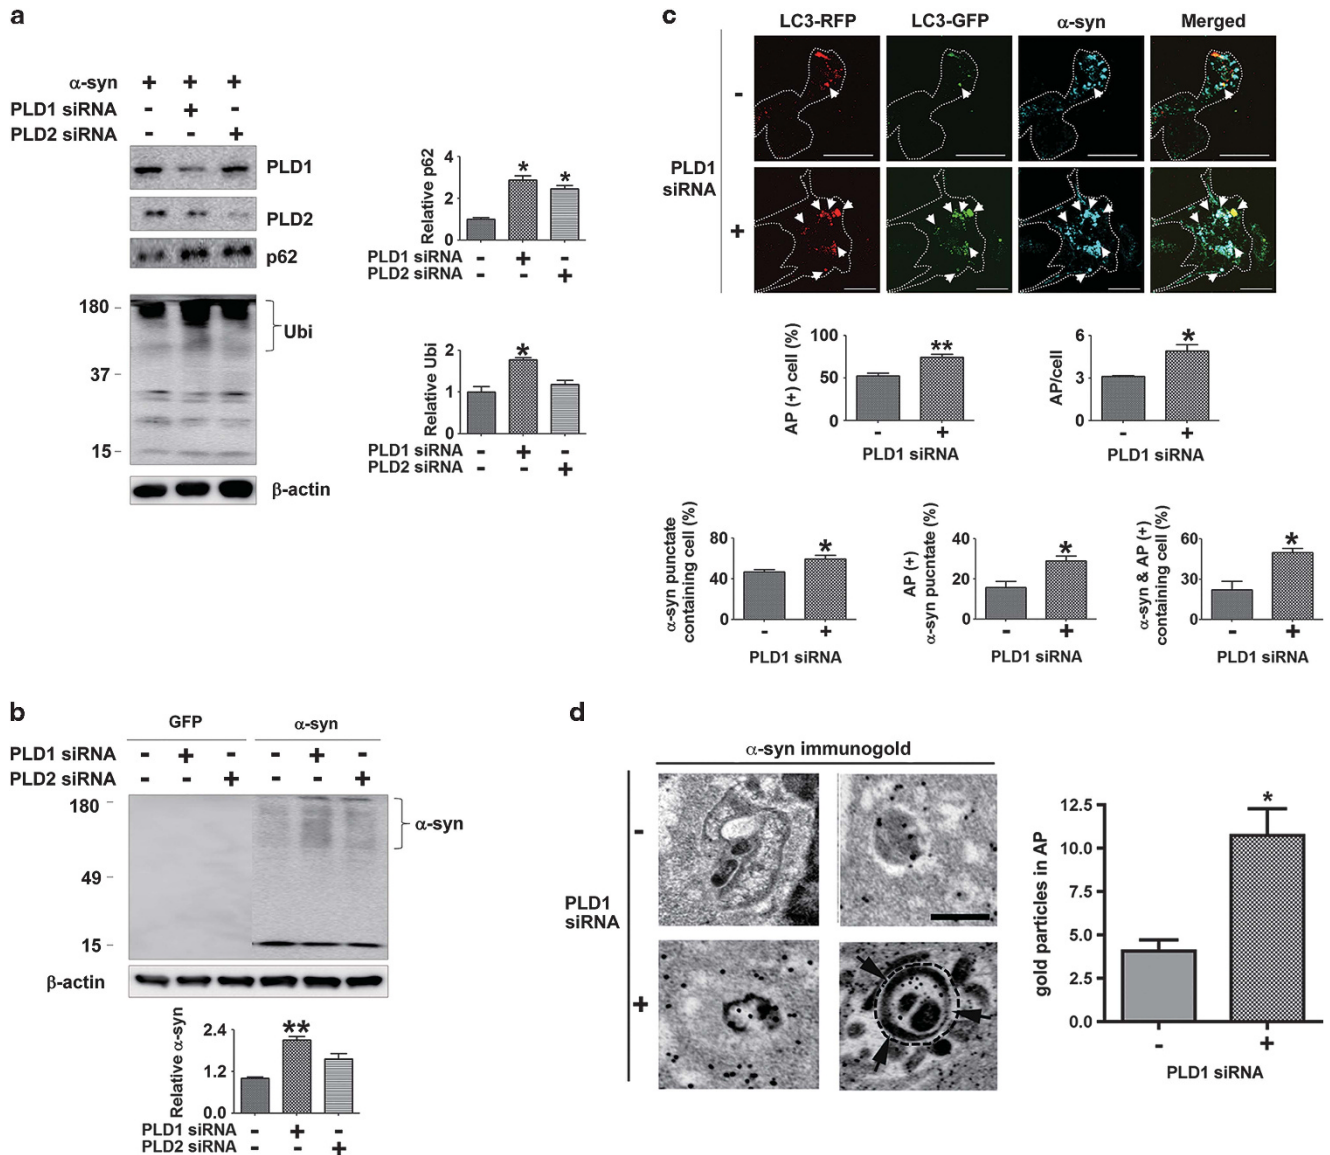 a
α-syn + + +
PLD1 siRNA - + -
PLD2 siRNA - - +
PLD1
PLD2
p62
180
Ubi
37
15
β-actin
Relative p62
6
4
2
0
PLD1 siRNA - + -
PLD2 siRNA - - +
* *
Relative Ubi
2
1
0
*
PLD1 siRNA - + -
PLD2 siRNA - - +
b
GFP α-syn
PLD1 siRNA - + - - + -
PLD2 siRNA - - + - - +
180
α-syn
49
15
β-actin
Relative α-syn
2.4
1.2
0.0
**
PLD1 siRNA - + -
PLD2 siRNA - - +
c
LC3-RFP LC3-GFP α-syn Merged
PLD1
siRNA
-
+
AP (+) cell (%)
100
50
0
**
- +
PLD1 siRNA
AP/cell
6
3
0
*
- +
PLD1 siRNA
α-syn punctate
containing cell (%)
80
40
0
*
- +
PLD1 siRNA
AP (+)
α-syn pucntate (%)
40
20
0
*
- +
PLD1 siRNA
α-syn & AP (+)
containing cell (%)
60
30
0
*
- +
PLD1 siRNA
d
α-syn immunogold
PLD1
siRNA
-
+
gold particles in AP
12.5
10.0
7.5
5.0
2.5
0.0
*
- +
PLD1 siRNA